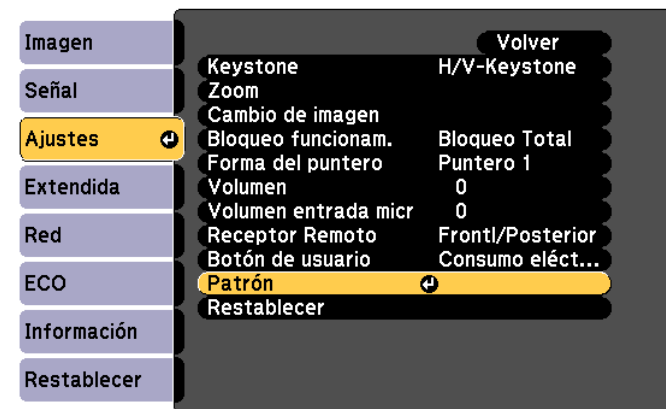 Imagen
Señal
Ajustes
Extendida
Red
ECO
Información
Restablecer
Volver
Keystone H/V-Keystone
Zoom
Cambio de imagen
Bloqueo funcionam. Bloqueo Total
Forma del puntero Puntero 1
Volumen 0
Volumen entrada micr 0
Receptor Remoto Frontl/Posterior
Botón de usuario Consumo eléct...
Patrón
Restablecer